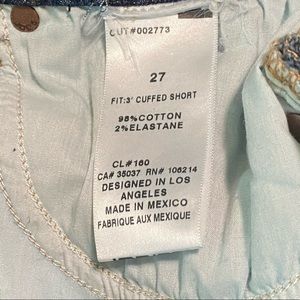 CUT#002773
27
FIT:3' CUFFED SHORT
98%COTTON
2%ELASTANE
CL#160
CA# 35037 RN# 106214
DESIGNED IN LOS
ANGELES
MADE IN MEXICO
FABRIQUE AUX MEXIQUE